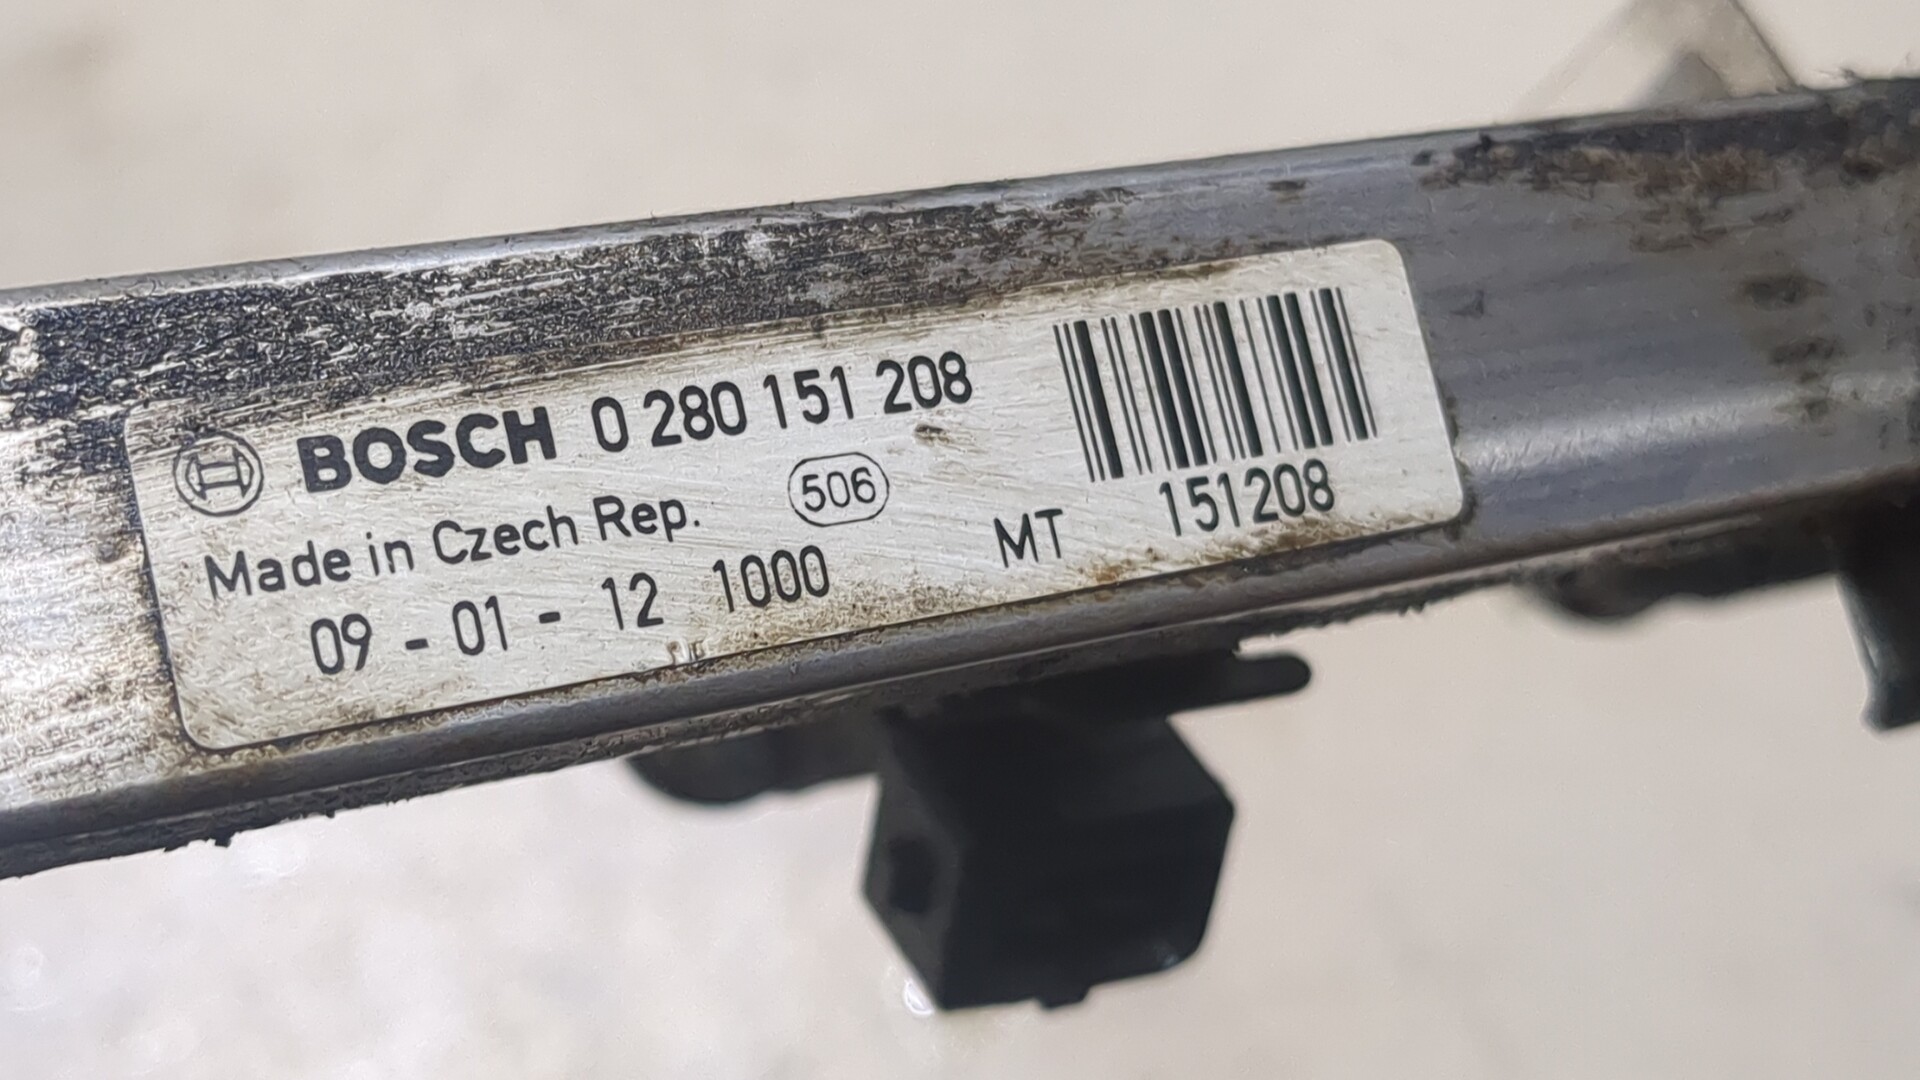 BOSCH 0 280 151 208
Made in Czech Rep. 506
09 - 01 - 12 1000 MT 151208